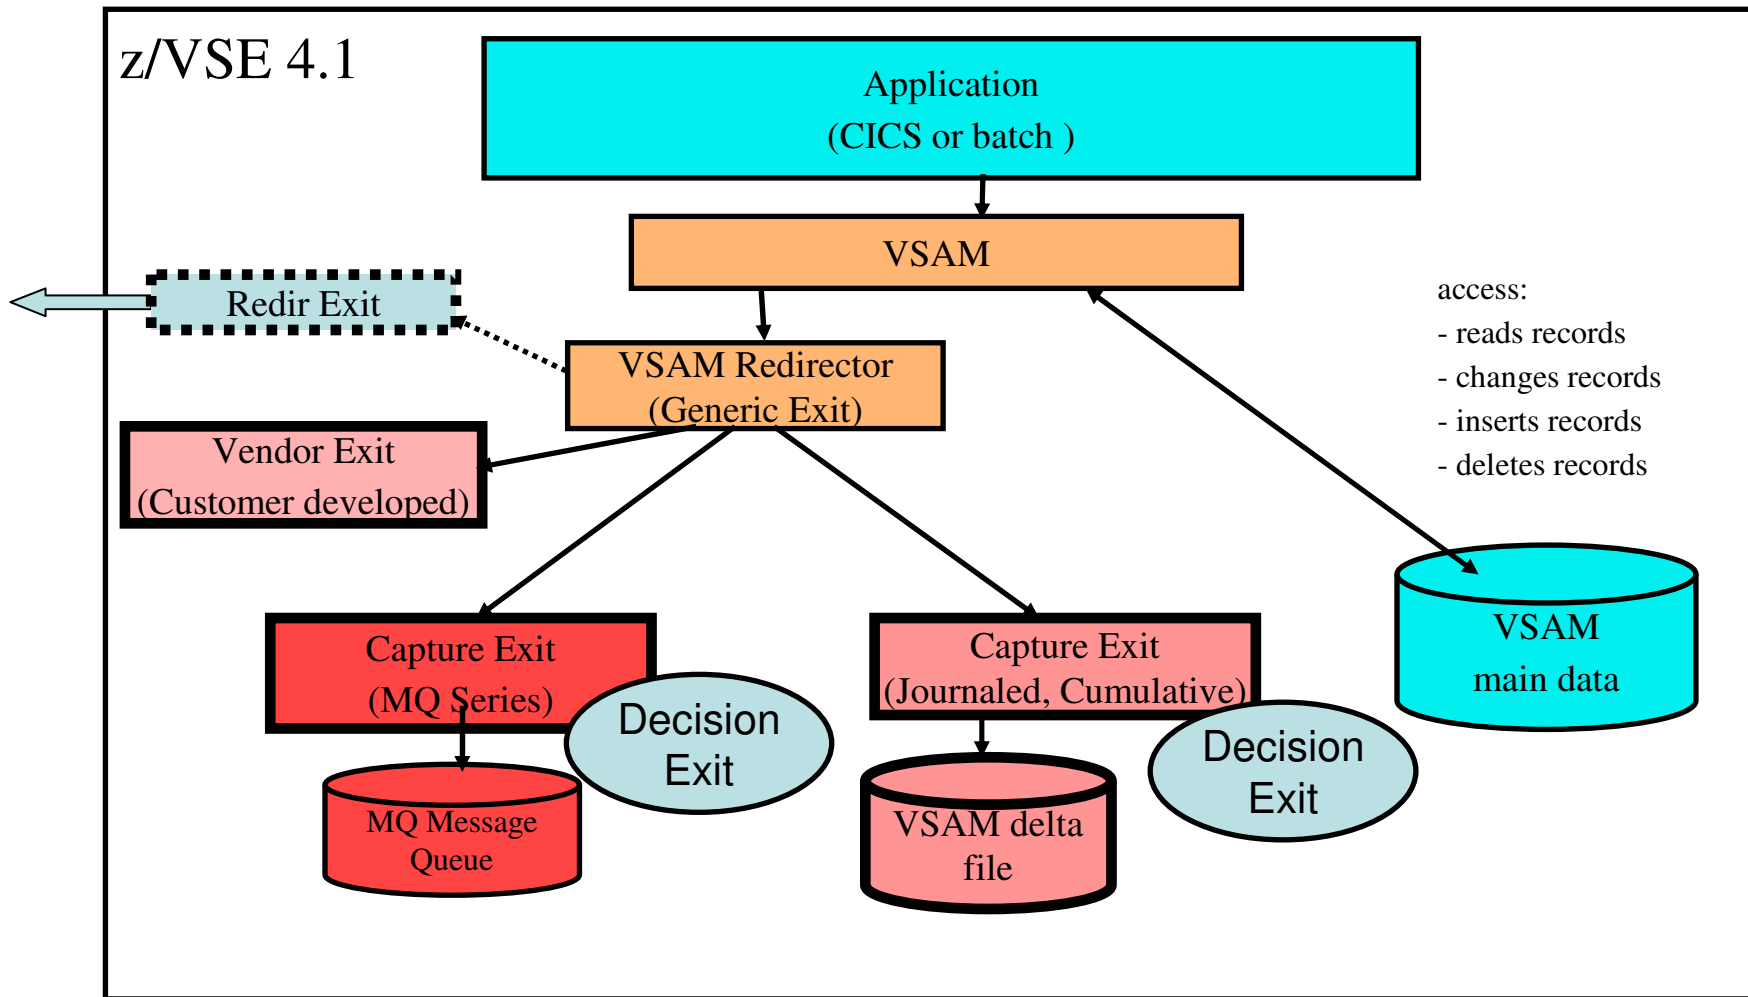 z/VSE 4.1
Application
(CICS or batch )
VSAM
Redir Exit
access:
- reads records
- changes records
- inserts records
- deletes records
VSAM Redirector
(Generic Exit)
Vendor Exit
(Customer developed)
Capture Exit
(MQ Series)
Decision
Exit
Capture Exit
(Journaled, Cumulative)
Decision
Exit
VSAM
main data
MQ Message
Queue
VSAM delta
file